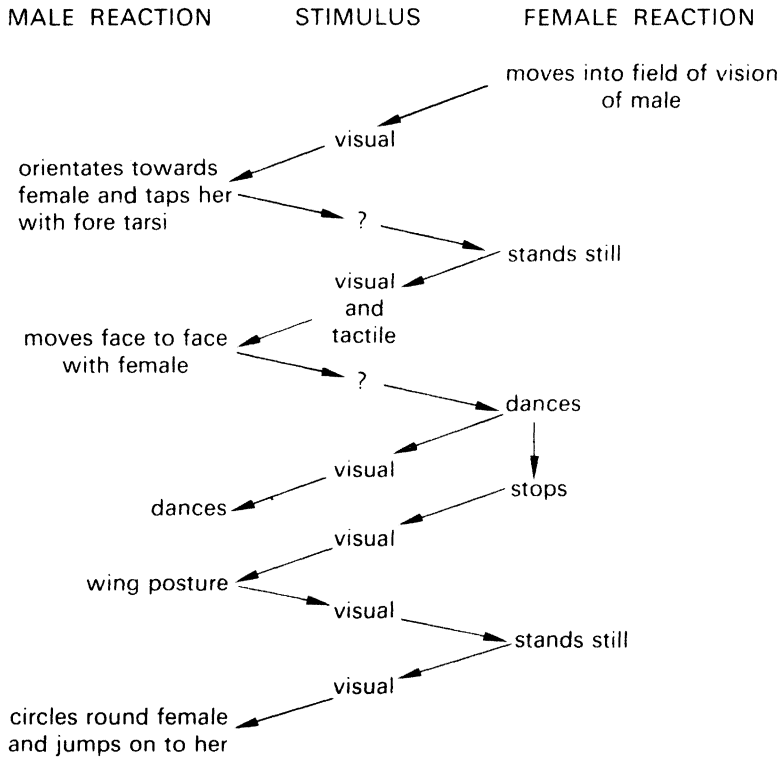 MALE REACTION STIMULUS FEMALE REACTION
moves into field of vision
of male
visual
orientates towards
female and taps her
with fore tarsi
?
stands still
visual
and
tactile
moves face to face
with female
?
dances
visual
stops
dances
visual
wing posture
visual
stands still
visual
circles round female
and jumps on to her